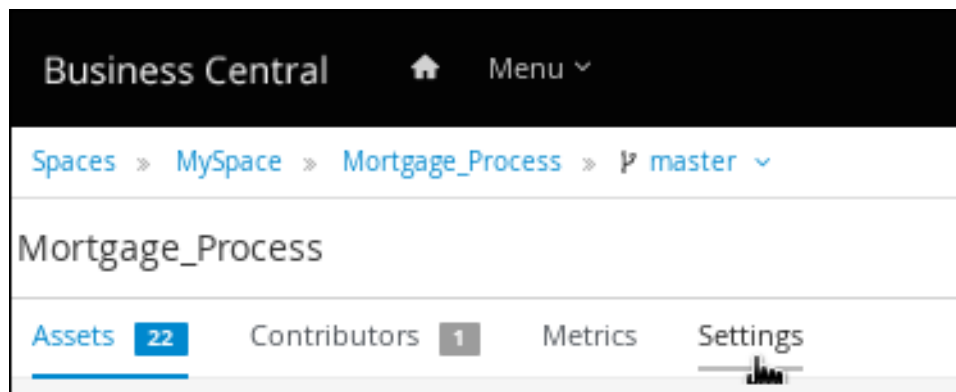 Business Central Menu
Spaces » MySpace » Mortgage_Process » master
Mortgage_Process
Assets 22 Contributors 1 Metrics Settings